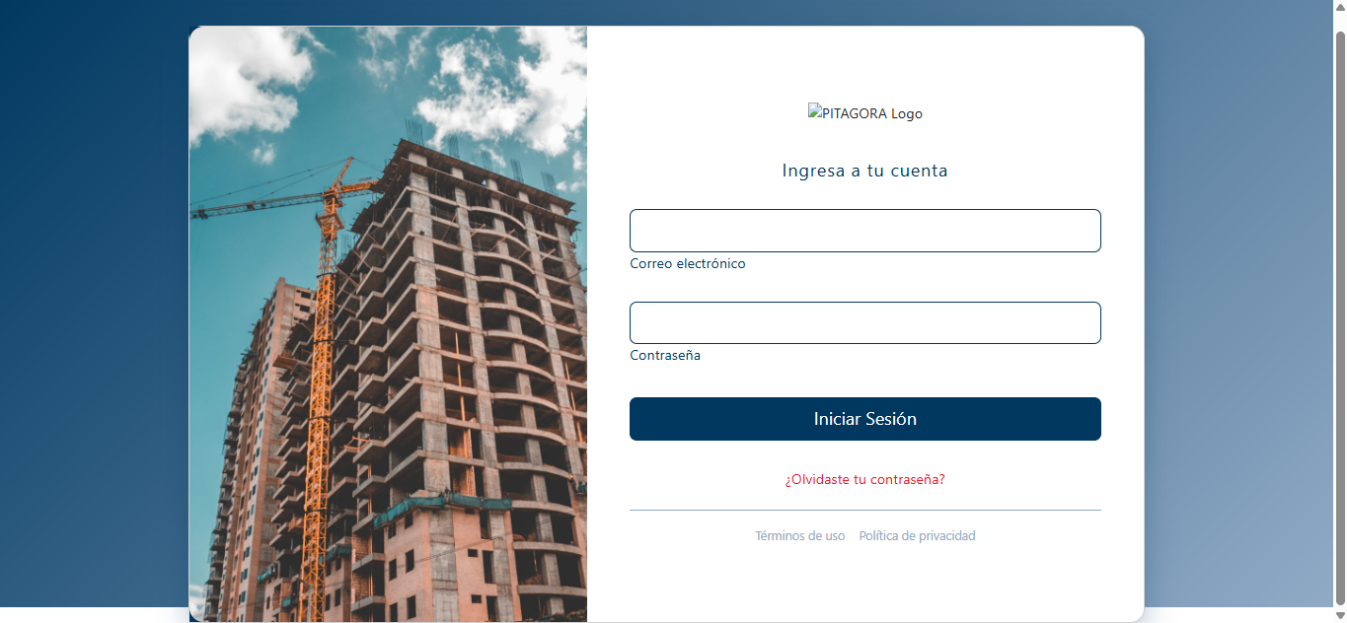 PITAGORA Logo
Ingresa a tu cuenta
Correo electrónico
Contraseña
Iniciar Sesión
¿Olvidaste tu contraseña?
Términos de uso Política de privacidad